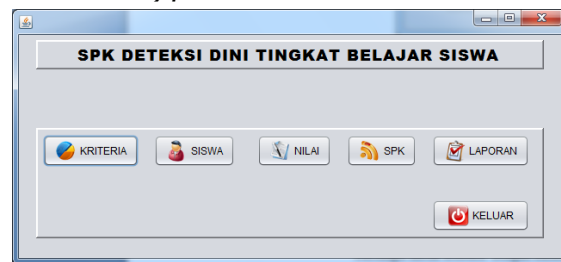 SPK DETEKSI DINI TINGKAT BELAJAR SISWA
KRITERIA SISWA NILAI SPK LAPORAN
KELUAR